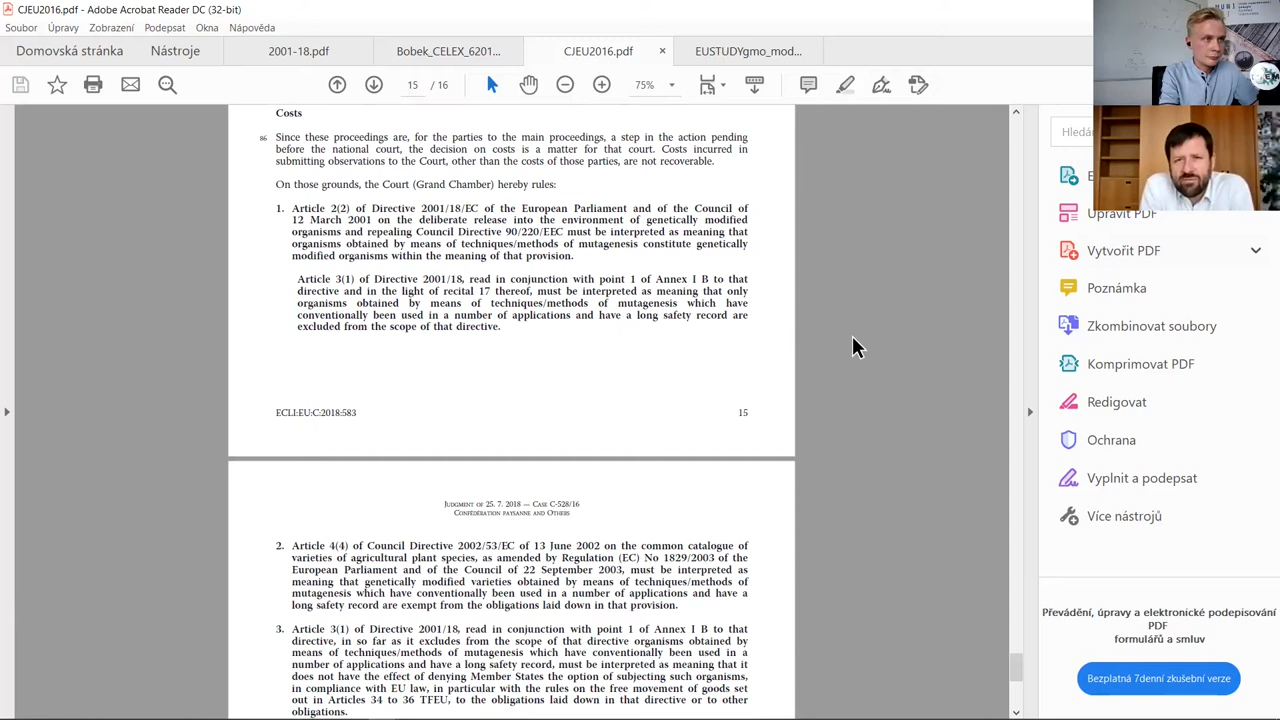 CJEU2016.pdf - Adobe Acrobat Reader DC (32-bit)
Soubor Úpravy Zobrazení Podepsat Okna Nápověda
Domovská stránka Nástroje 2001-18.pdf Bobek_CELEX_6201... CJEU2016.pdf × EUSTUDYgmo_mod...
15 / 16 75%
Costs
86 Since these proceedings are, for the parties to the main proceedings, a step in the action pending
before the national court, the decision on costs is a matter for that court. Costs incurred in
submitting observations to the Court, other than the costs of those parties, are not recoverable.
On those grounds, the Court (Grand Chamber) hereby rules:
1. Article 2(2) of Directive 2001/18/EC of the European Parliament and of the Council of
12 March 2001 on the deliberate release into the environment of genetically modified
organisms and repealing Council Directive 90/220/EEC must be interpreted as meaning that
organisms obtained by means of techniques/methods of mutagenesis constitute genetically
modified organisms within the meaning of that provision.
Article 3(1) of Directive 2001/18, read in conjunction with point 1 of Annex I B to that
directive and in the light of recital 17 thereof, must be interpreted as meaning that only
organisms obtained by means of techniques/methods of mutagenesis which have
conventionally been used in a number of applications and have a long safety record are
excluded from the scope of that directive.
ECLI:EU:C:2018:583 15
Judgment of 25. 7. 2018 — Case C-528/16
Confédération paysanne and Others
2. Article 4(4) of Council Directive 2002/53/EC of 13 June 2002 on the common catalogue of
varieties of agricultural plant species, as amended by Regulation (EC) No 1829/2003 of the
European Parliament and of the Council of 22 September 2003, must be interpreted as
meaning that genetically modified varieties obtained by means of techniques/methods of
mutagenesis which have conventionally been used in a number of applications and have a
long safety record are exempt from the obligations laid down in that provision.
3. Article 3(1) of Directive 2001/18, read in conjunction with point 1 of Annex I B to that
directive, in so far as it excludes from the scope of that directive organisms obtained by
means of techniques/methods of mutagenesis which have conventionally been used in a
number of applications and have a long safety record, must be interpreted as meaning that it
does not have the effect of denying Member States the option of subjecting such organisms,
in compliance with EU law, in particular with the rules on the free movement of goods set
out in Articles 34 to 36 TFEU, to the obligations laid down in that directive or to other
obligations.
Hledá
E
Upravit PDF
Vytvořit PDF
Poznámka
Zkombinovat soubory
Komprimovat PDF
Redigovat
Ochrana
Vyplnit a podepsat
Více nástrojů
Převádění, úpravy a elektronické podepisování
PDF
formulářů a smluv
Bezplatná 7denní zkušební verze
MUNI